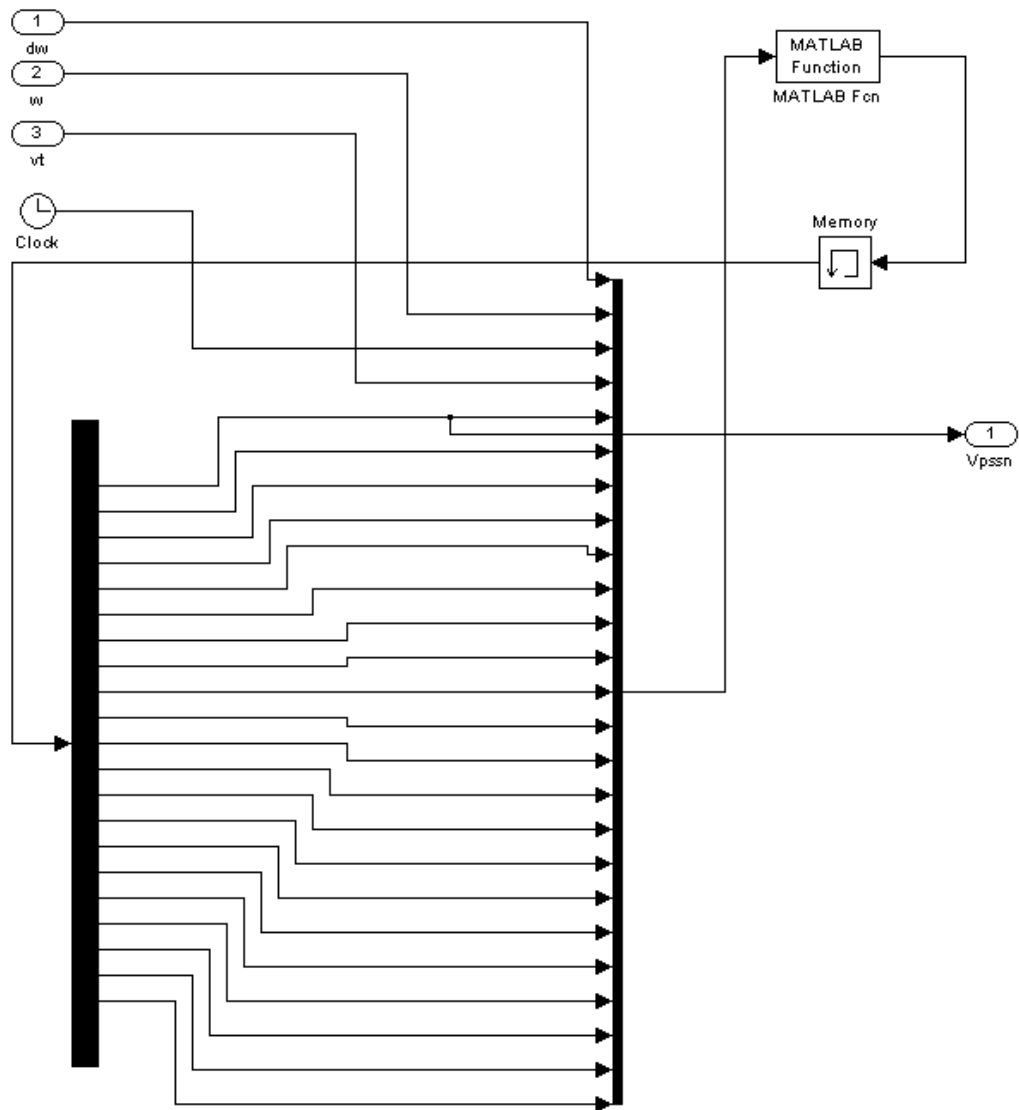 1
dw
2
w
3
vt
Clock
MATLAB
Function
MATLAB Fcn
Memory
1
Vpssn